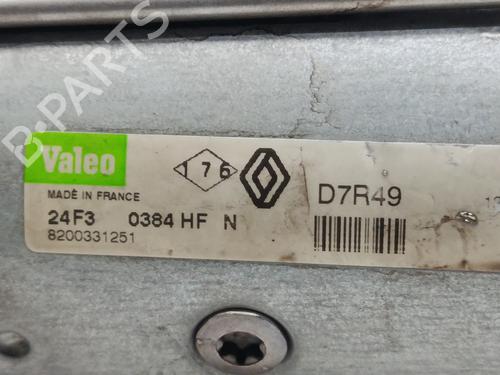 Valeo
176
D7R49
MADE IN FRANCE
24F3 0384 HF N
8200331251
B-PARTS